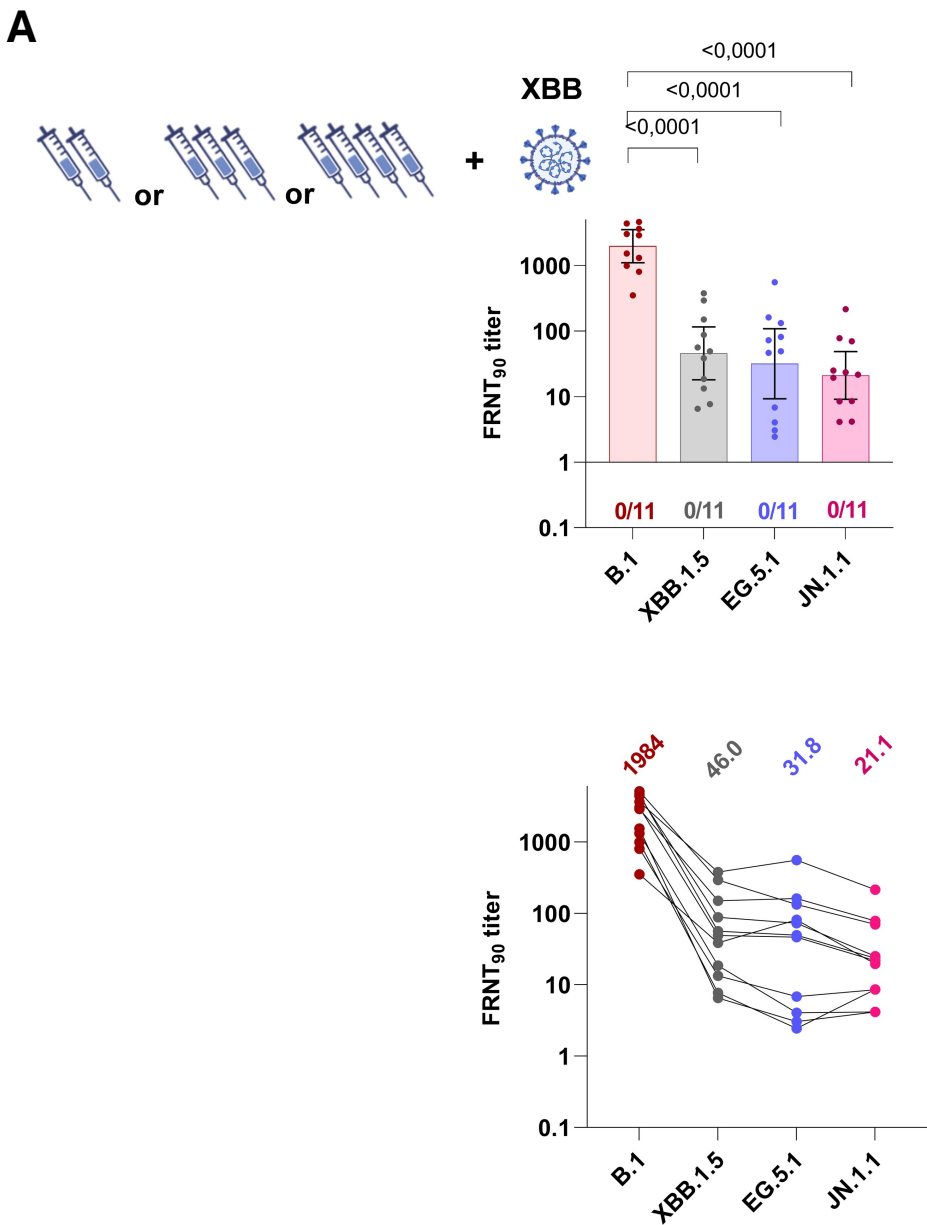 A
<0,0001
XBB
<0,0001
<0,0001
or
or
+
FRNT90 titer
1000
100
10
1
0.1
0/11
0/11
0/11
0/11
B.1
XBB.1.5
EG.5.1
JN.1.1
1984
46.0
31.8
21.1
FRNT90 titer
1000
100
10
1
0.1
B.1
XBB.1.5
EG.5.1
JN.1.1